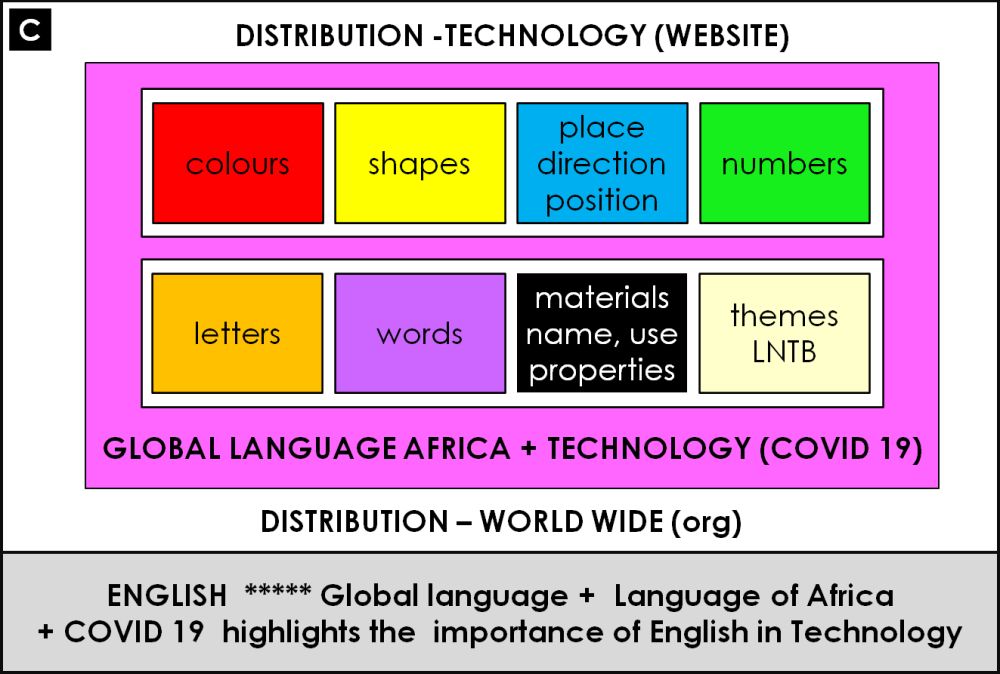 C
DISTRIBUTION -TECHNOLOGY (WEBSITE)
colours
shapes
place
direction
position
numbers
letters
words
materials
name, use
properties
themes
LNTB
GLOBAL LANGUAGE AFRICA + TECHNOLOGY (COVID 19)
DISTRIBUTION – WORLD WIDE (org)
ENGLISH ***** Global language + Language of Africa
+ COVID 19 highlights the importance of English in Technology